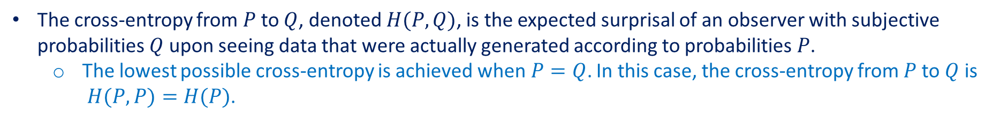 • The cross-entropy from P to Q, denoted H(P, Q), is the expected surprisal of an observer with subjective
probabilities Q upon seeing data that were actually generated according to probabilities P.
○ The lowest possible cross-entropy is achieved when P = Q. In this case, the cross-entropy from P to Q is
H(P, P) = H(P).